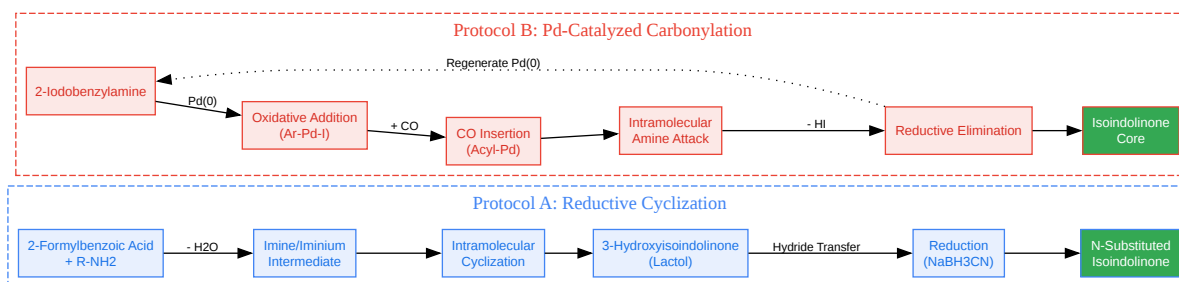 Protocol B: Pd-Catalyzed Carbonylation
Regenerate Pd(0)
2-Iodobenzylamine
Pd(0)
Oxidative Addition
(Ar-Pd-I)
+ CO
CO Insertion
(Acyl-Pd)
Intramolecular
Amine Attack
- HI
Reductive Elimination
Isoindolinone
Core
Protocol A: Reductive Cyclization
2-Formylbenzoic Acid
+ R-NH2
- H2O
Imine/Iminium
Intermediate
Intramolecular
Cyclization
3-Hydroxyisoindolinone
(Lactol)
Hydride Transfer
Reduction
(NaBH3CN)
N-Substituted
Isoindolinone